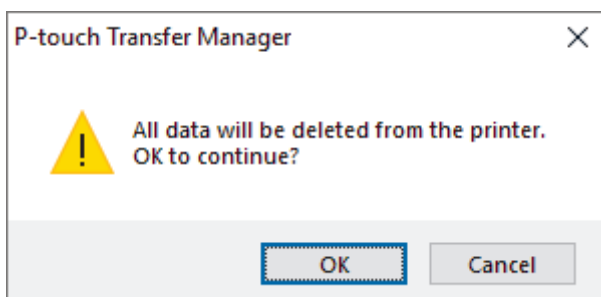 P-touch Transfer Manager
All data will be deleted from the printer.
OK to continue?
OK
Cancel